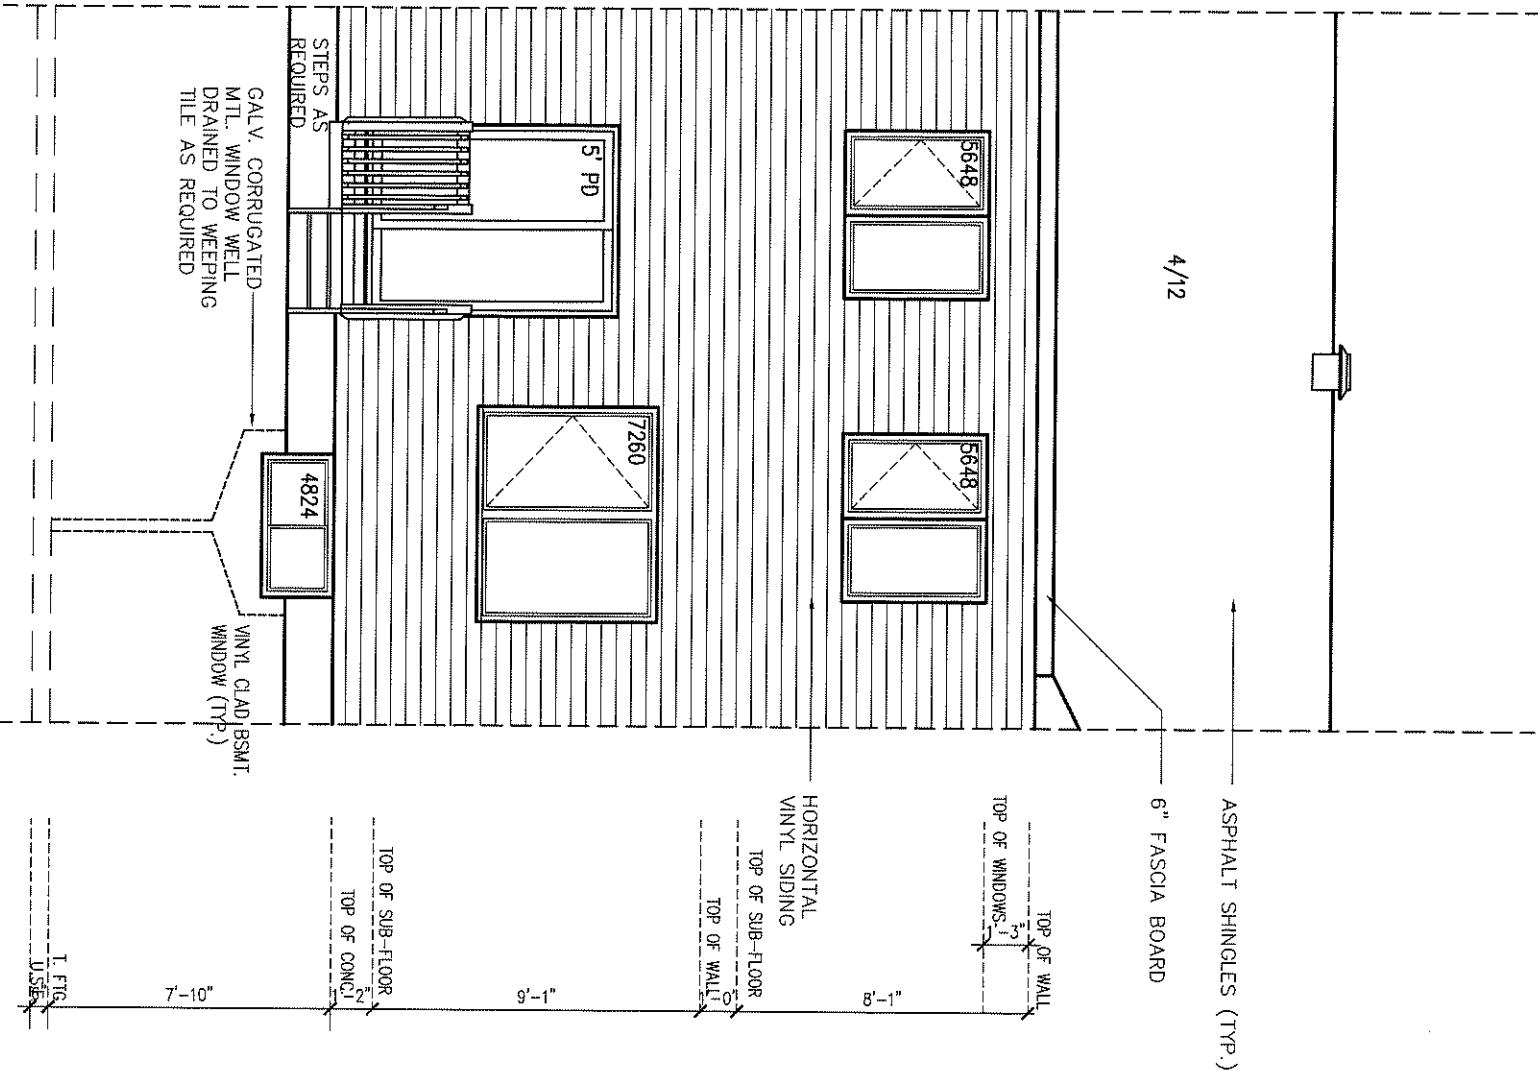 ASPHALT SHINGLES (TYP.)
6" FASCIA BOARD
4/12
TOP OF WALL
1'-3"
TOP OF WINDOWS
5648
5648
8'-1"
HORIZONTAL
VINYL SIDING
TOP OF SUB-FLOOR
1'-0"
TOP OF WALL
5' PD
7260
9'-1"
TOP OF SUB-FLOOR
1'-2"
TOP OF CONC.
STEPS AS
REQUIRED
4824
GALV. CORRUGATED
MTL. WINDOW WELL
DRAINED TO WEEPING
TILE AS REQUIRED
VINYL CLAD BSMT.
WINDOW (TYP.)
7'-10"
T. FTG